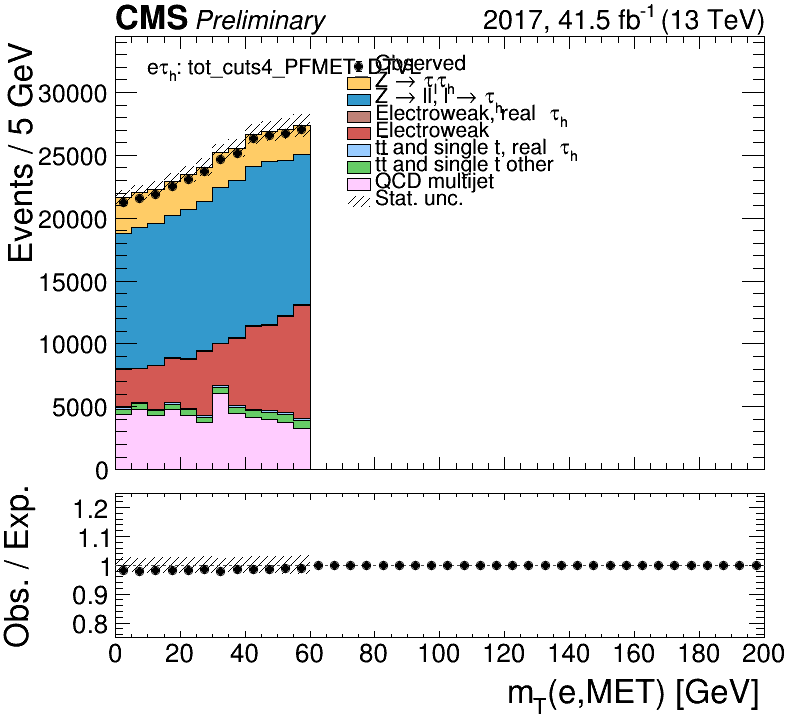 CMS Preliminary 2017, 41.5 fb⁻¹ (13 TeV)
Events / 5 GeV
eτₕ: tot_cuts4_PFMET
Observed
Z → τₗτₕ
Z → ll, l → τₕ
Electroweak, real τₕ
Electroweak
tt and single t, real τₕ
tt and single t other
QCD multijet
Stat. unc.
30000
25000
20000
15000
10000
5000
0
Obs. / Exp.
1.2
1.1
1
0.9
0.8
0 20 40 60 80 100 120 140 160 180 200
m_T(e,MET) [GeV]